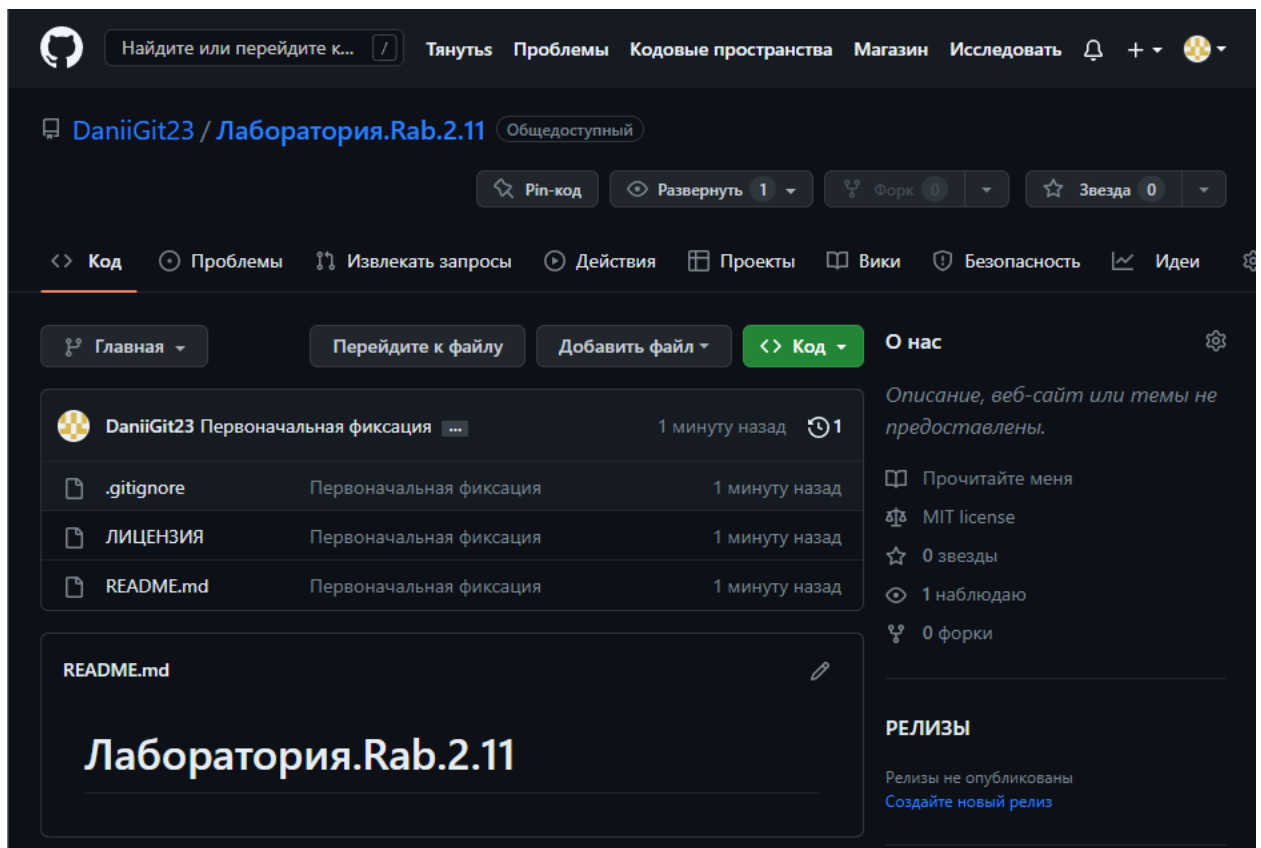 Найдите или перейдите к... /
Тянутьs Проблемы Кодовые пространства Магазин Исследовать
DaniiGit23 / Лаборатория.Rab.2.11 Общедоступный
Pin-код Развернуть 1 Форк 0 Звезда 0
Код Проблемы Извлекать запросы Действия Проекты Вики Безопасность Идеи
Главная Перейдите к файлу Добавить файл Код
DaniiGit23 Первоначальная фиксация ... 1 минуту назад 1
.gitignore Первоначальная фиксация 1 минуту назад
ЛИЦЕНЗИЯ Первоначальная фиксация 1 минуту назад
README.md Первоначальная фиксация 1 минуту назад
README.md
Лаборатория.Rab.2.11
О нас
Описание, веб-сайт или темы не
предоставлены.
Прочитайте меня
MIT license
0 звезды
1 наблюдаю
0 форки
РЕЛИЗЫ
Релизы не опубликованы
Создайте новый релиз